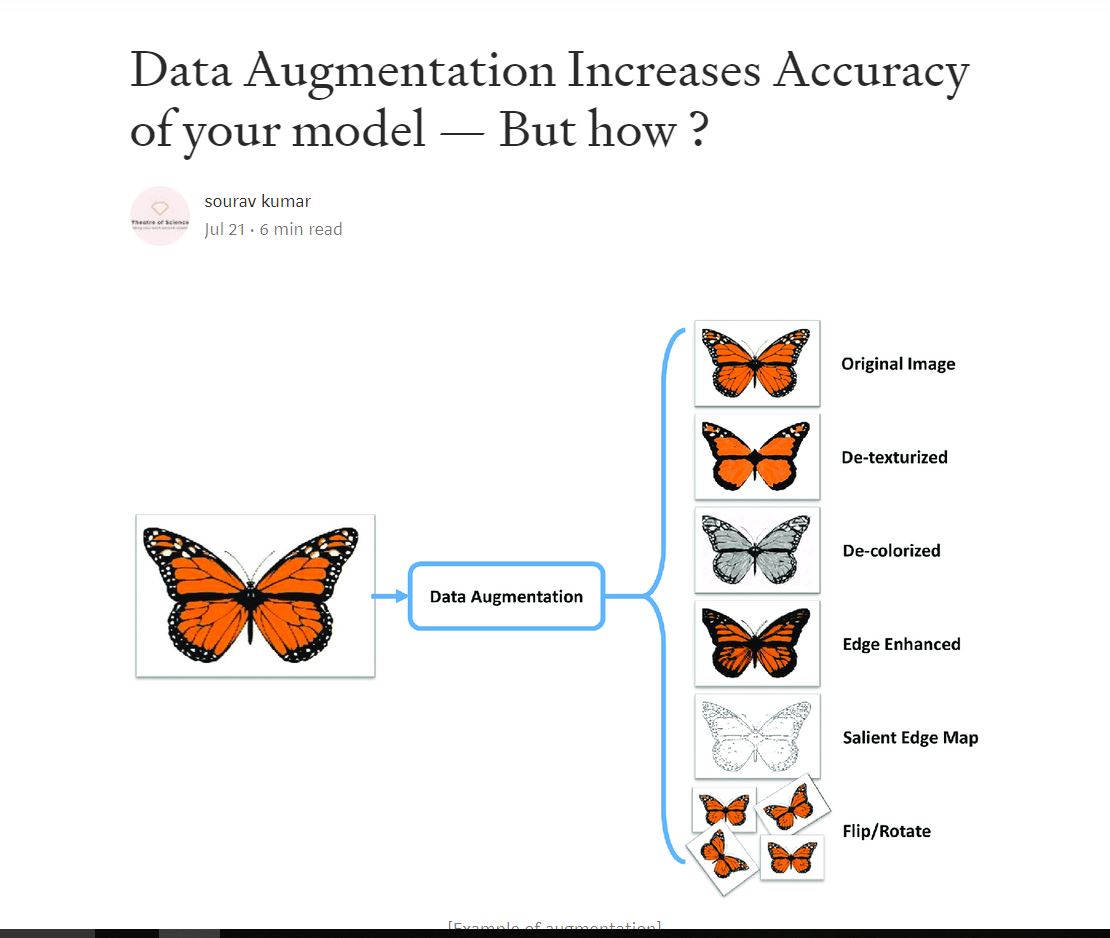 Data Augmentation Increases Accuracy
of your model — But how ?
Theatre of Science
sourav kumar
Jul 21 · 6 min read
Original Image
De-texturized
De-colorized
Data Augmentation
Edge Enhanced
Salient Edge Map
Flip/Rotate
[Example of augmentation]